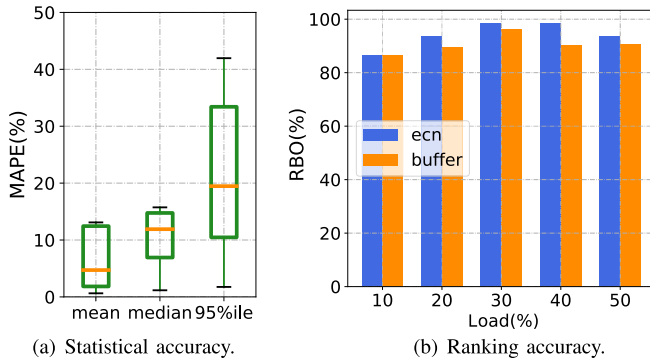 MAPE(%)
50
40
30
20
10
0
mean median 95%ile
(a) Statistical accuracy.
RBO(%)
100
80
60
40
20
0
ecn
buffer
10 20 30 40 50
Load(%)
(b) Ranking accuracy.